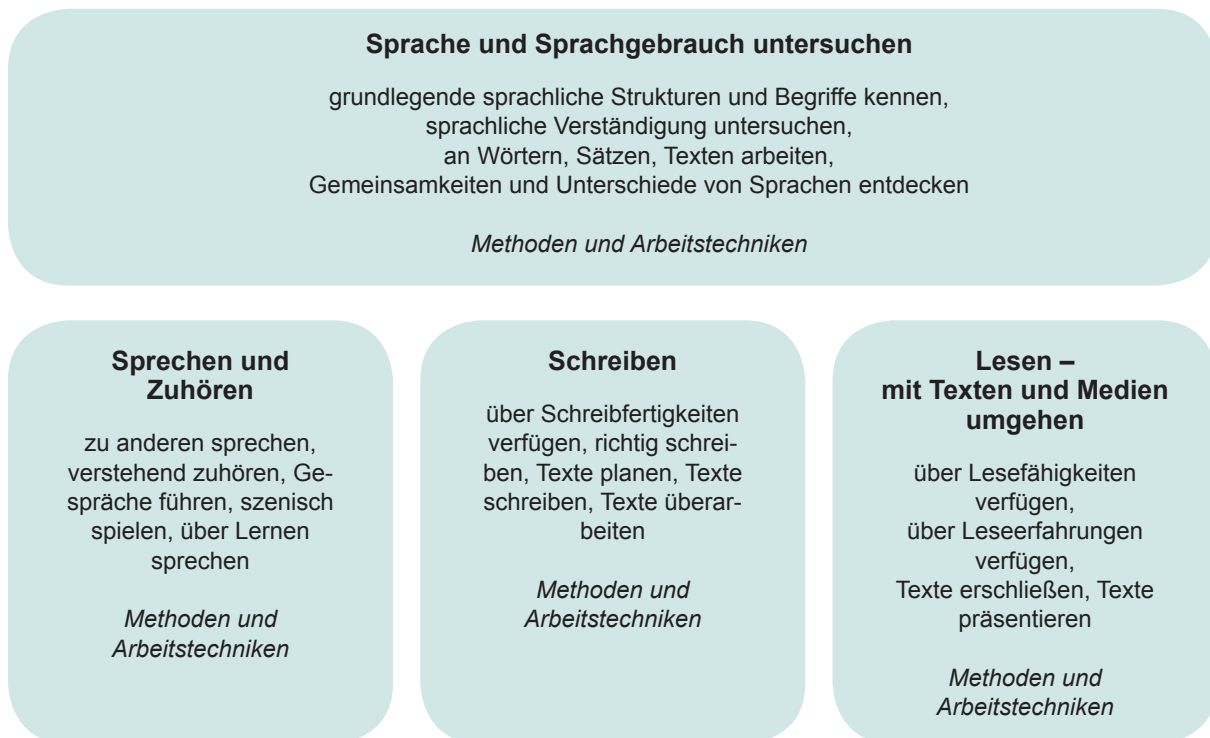 Sprache und Sprachgebrauch untersuchen
grundlegende sprachliche Strukturen und Begriffe kennen,
sprachliche Verständigung untersuchen,
an Wörtern, Sätzen, Texten arbeiten,
Gemeinsamkeiten und Unterschiede von Sprachen entdecken
Methoden und Arbeitstechniken
Sprechen und
Zuhören
zu anderen sprechen,
verstehend zuhören, Ge-
spräche führen, szenisch
spielen, über Lernen
sprechen
Methoden und
Arbeitstechniken
Schreiben
über Schreibfertigkeiten
verfügen, richtig schrei-
ben, Texte planen, Texte
schreiben, Texte überar-
beiten
Methoden und
Arbeitstechniken
Lesen –
mit Texten und Medien
umgehen
über Lesefähigkeiten
verfügen,
über Leseerfahrungen
verfügen,
Texte erschließen, Texte
präsentieren
Methoden und
Arbeitstechniken